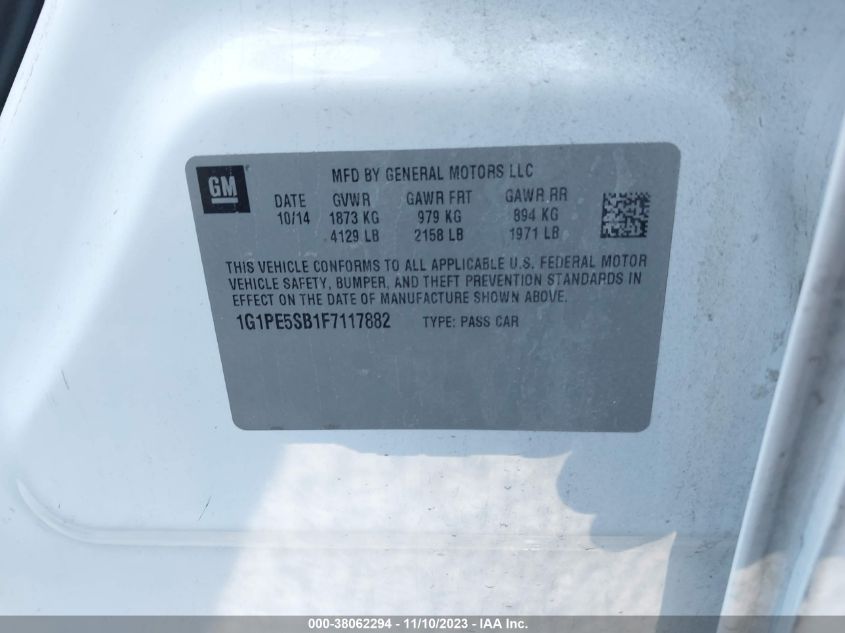 GM
MFD BY GENERAL MOTORS LLC
DATE GVWR GAWR FRT GAWR RR
10/14 1873 KG 979 KG 894 KG
4129 LB 2158 LB 1971 LB
THIS VEHICLE CONFORMS TO ALL APPLICABLE U.S. FEDERAL MOTOR
VEHICLE SAFETY, BUMPER, AND THEFT PREVENTION STANDARDS IN
EFFECT ON THE DATE OF MANUFACTURE SHOWN ABOVE.
1G1PE5SB1F7117882 TYPE: PASS CAR
000-38062294 - 11/10/2023 - IAA Inc.